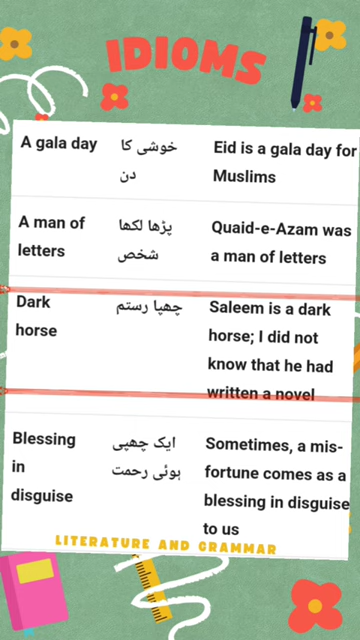 IDIOMS
A gala day
خوشی کا
دن
Eid is a gala day for
Muslims
A man of
letters
پڑھا لکھا
شخص
Quaid-e-Azam was
a man of letters
Dark
horse
چھپا رستم
Saleem is a dark
horse; I did not
know that he had
written a novel
Blessing
in
disguise
ایک چھپی
ہوئی رحمت
Sometimes, a mis-
fortune comes as a
blessing in disguise
to us
LITERATURE AND GRAMMAR